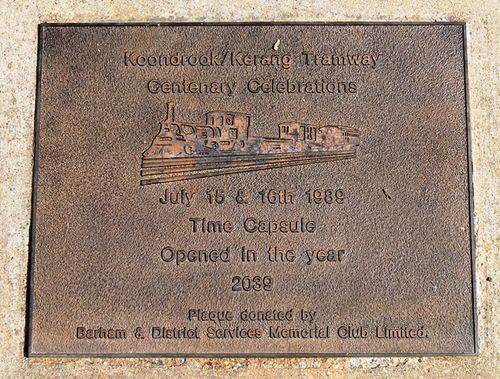 Koondrook/Kerang Tramway
Centenary Celebrations
July 15 & 16th 1989
Time Capsule
Opened in the year
2039
Plaque donated by
Barham & District Services Memorial Club Limited.